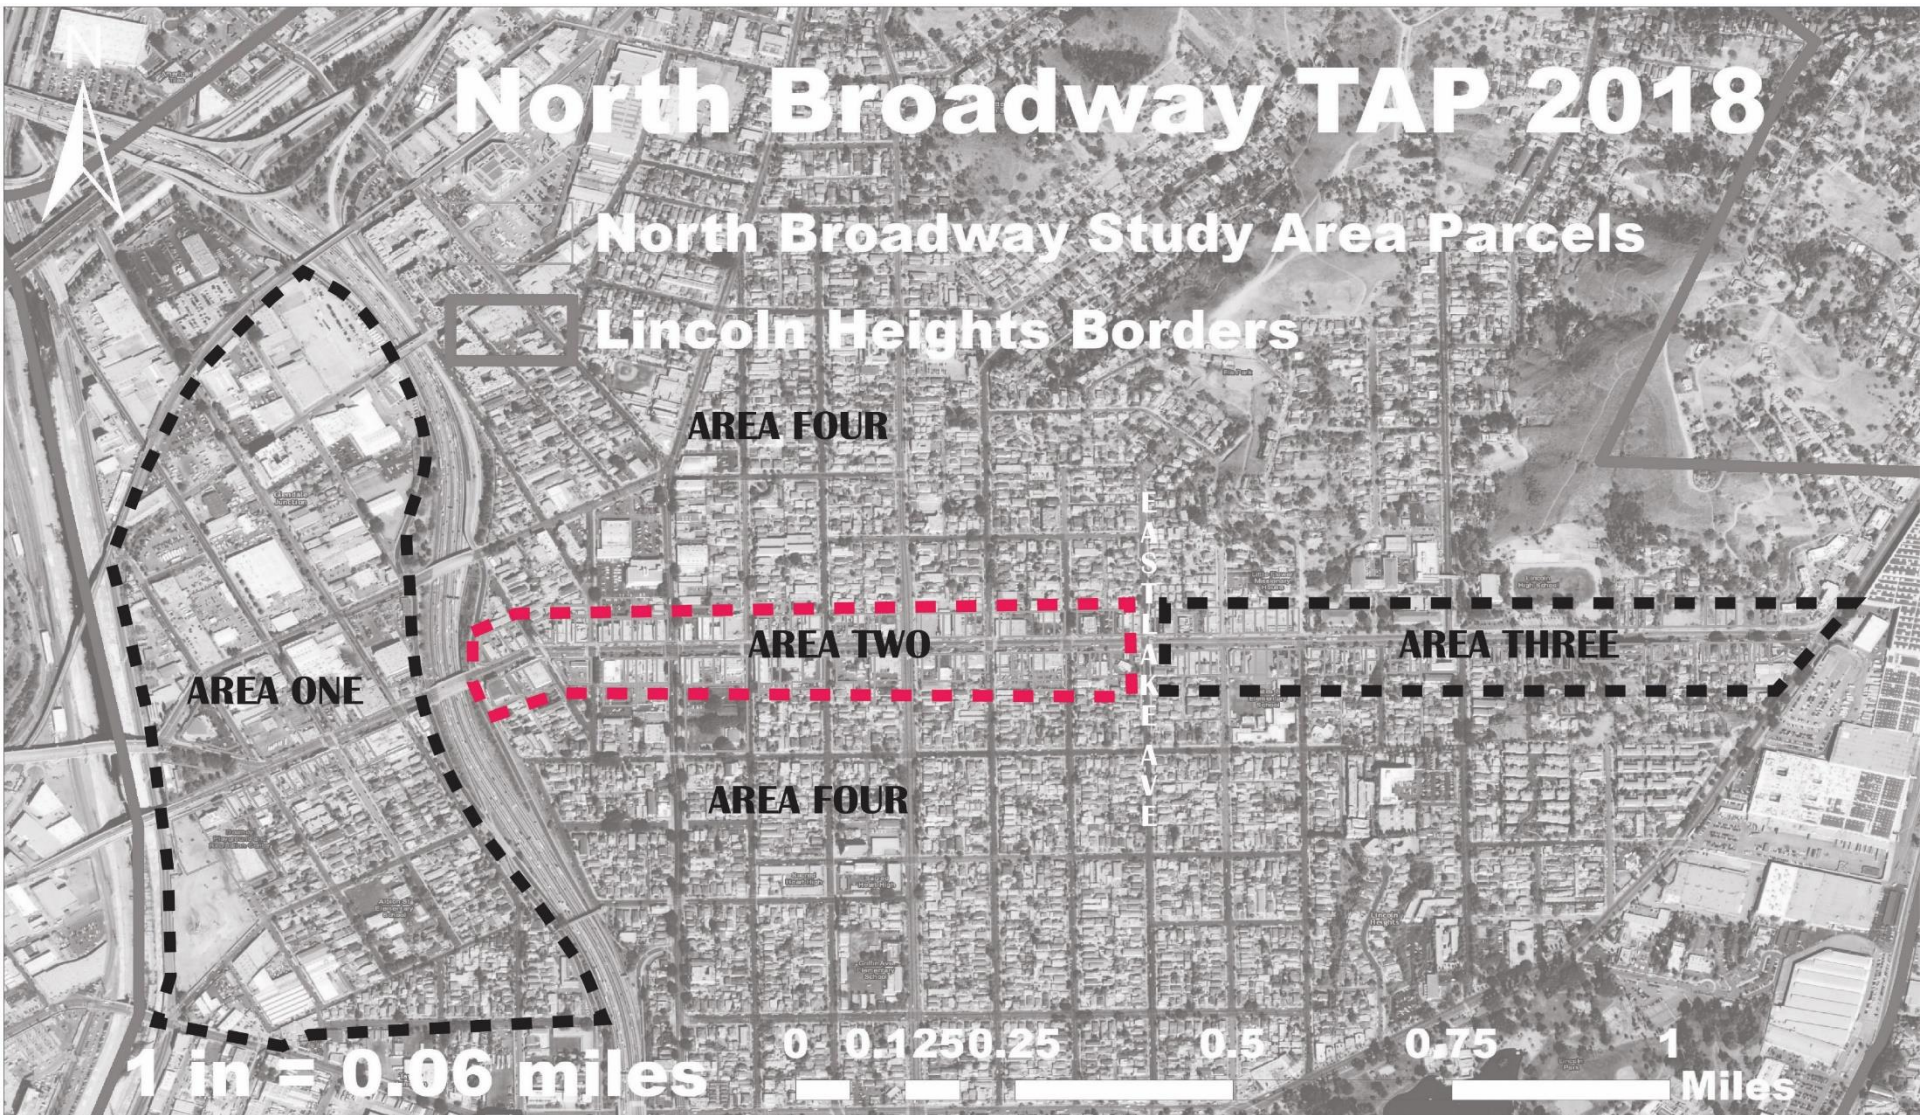 N
North Broadway TAP 2018
North Broadway Study Area Parcels
Lincoln Heights Borders
AREA FOUR
EASTLAKE AVE
AREA TWO
AREA THREE
AREA ONE
AREA FOUR
0 0.125 0.25 0.5 0.75 1
1 in = 0.06 miles
Miles